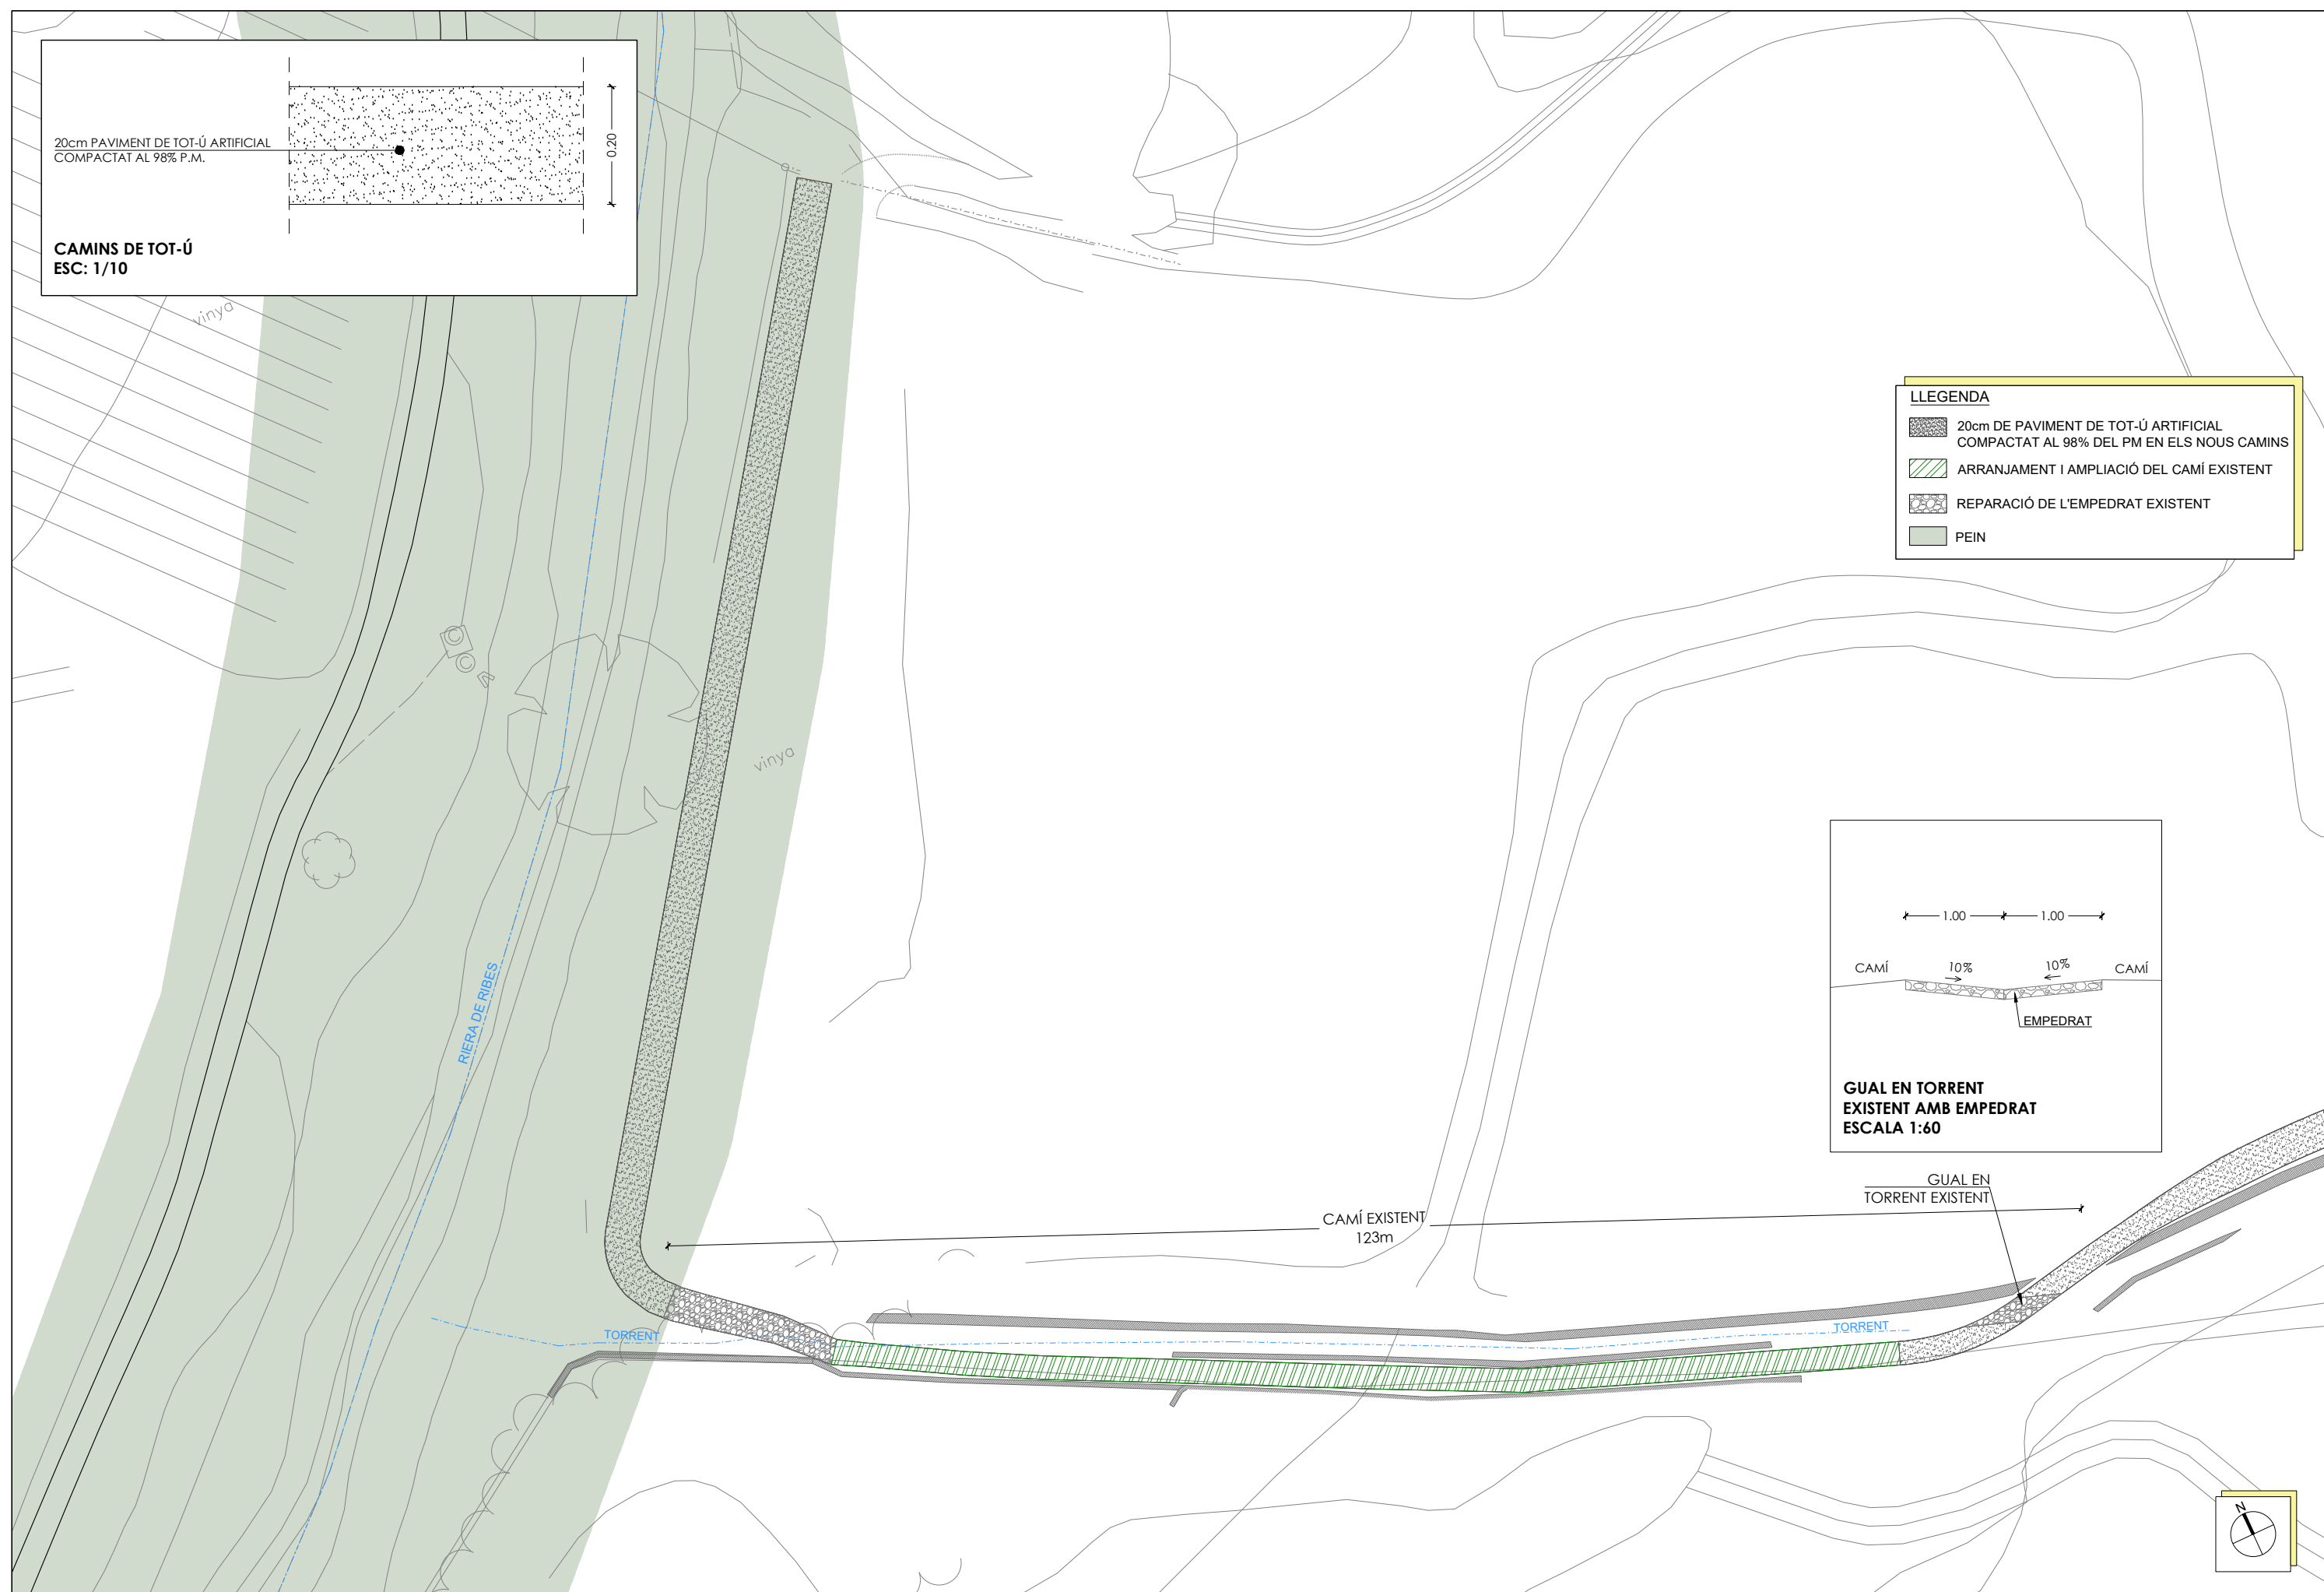 20cm PAVIMENT DE TOT-Ú ARTIFICIAL
COMPACTAT AL 98% P.M.
0.20
CAMINS DE TOT-Ú
ESC: 1/10
vinya
LLEGENDA
20cm DE PAVIMENT DE TOT-Ú ARTIFICIAL
COMPACTAT AL 98% DEL PM EN ELS NOUS CAMINS
ARRANJAMENT I AMPLIACIÓ DEL CAMÍ EXISTENT
REPARACIÓ DE L'EMPEDRAT EXISTENT
PEIN
vinya
RIERA DE RIBES
1.00
1.00
CAMÍ
10%
10%
CAMÍ
EMPEDRAT
GUAL EN TORRENT
EXISTENT AMB EMPEDRAT
ESCALA 1:60
GUAL EN
TORRENT EXISTENT
CAMÍ EXISTENT
123m
TORRENT
TORRENT
N